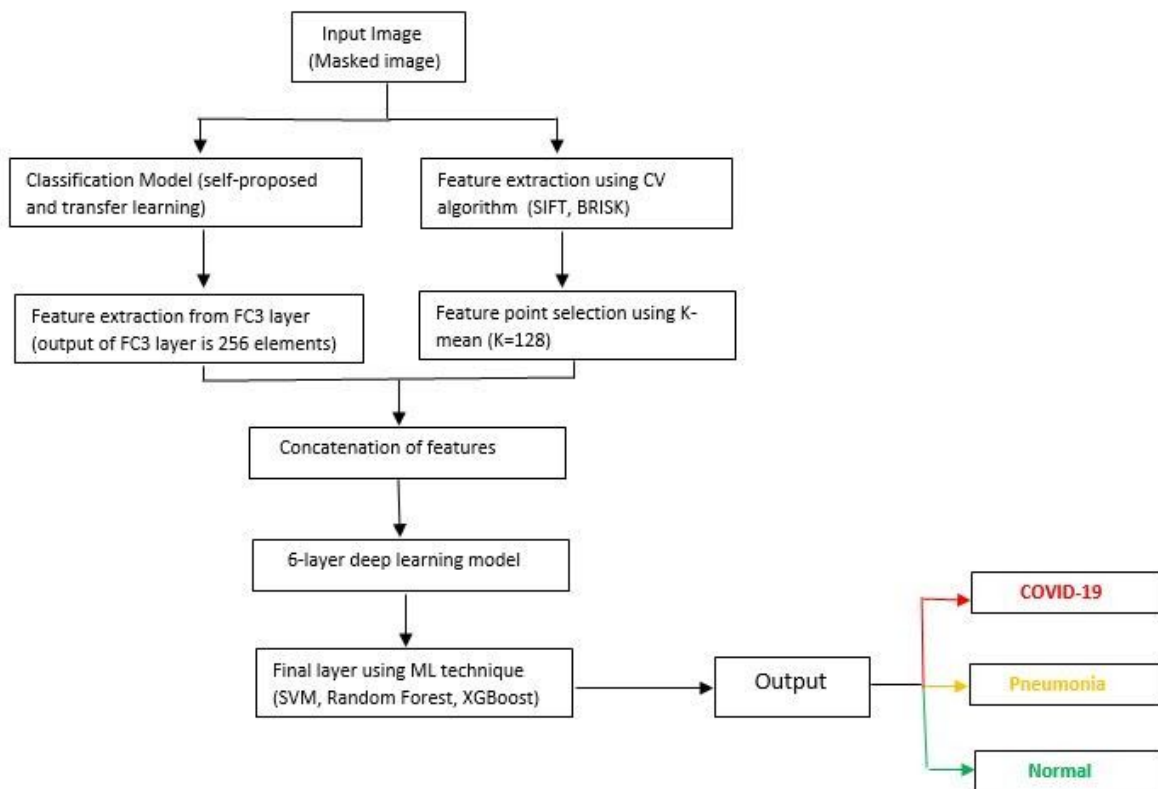 Input Image
(Masked image)
Classification Model (self-proposed
and transfer learning)
Feature extraction using CV
algorithm (SIFT, BRISK)
Feature extraction from FC3 layer
(output of FC3 layer is 256 elements)
Feature point selection using K-
mean (K=128)
Concatenation of features
6-layer deep learning model
Final layer using ML technique
(SVM, Random Forest, XGBoost)
Output
COVID-19
Pneumonia
Normal